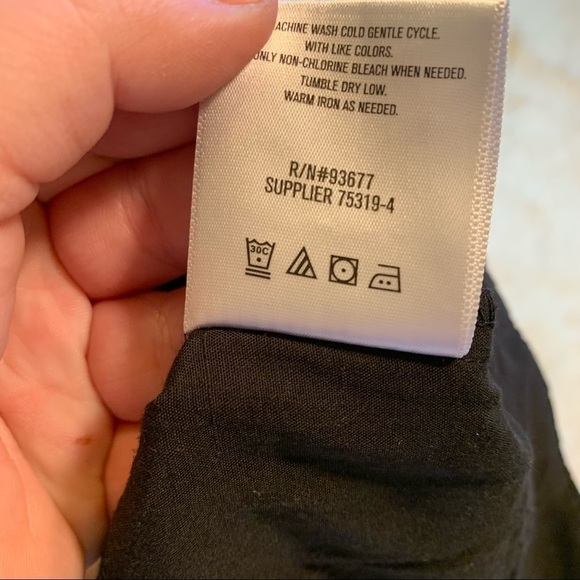 ACHINE WASH COLD GENTLE CYCLE.
WITH LIKE COLORS.
ONLY NON-CHLORINE BLEACH WHEN NEEDED.
TUMBLE DRY LOW.
WARM IRON AS NEEDED.
R/N#93677
SUPPLIER 75319-4
30C